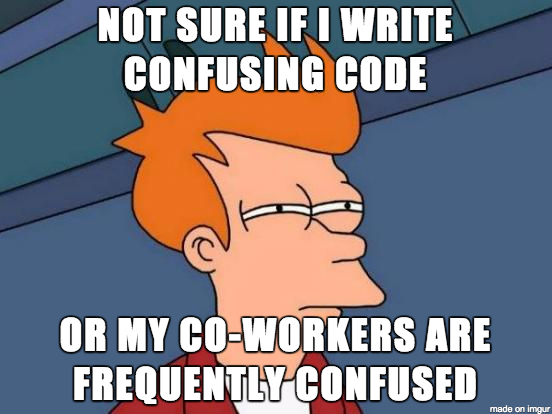 NOT SURE IF I WRITE
CONFUSING CODE
OR MY CO-WORKERS ARE
FREQUENTLY CONFUSED
made on imgur